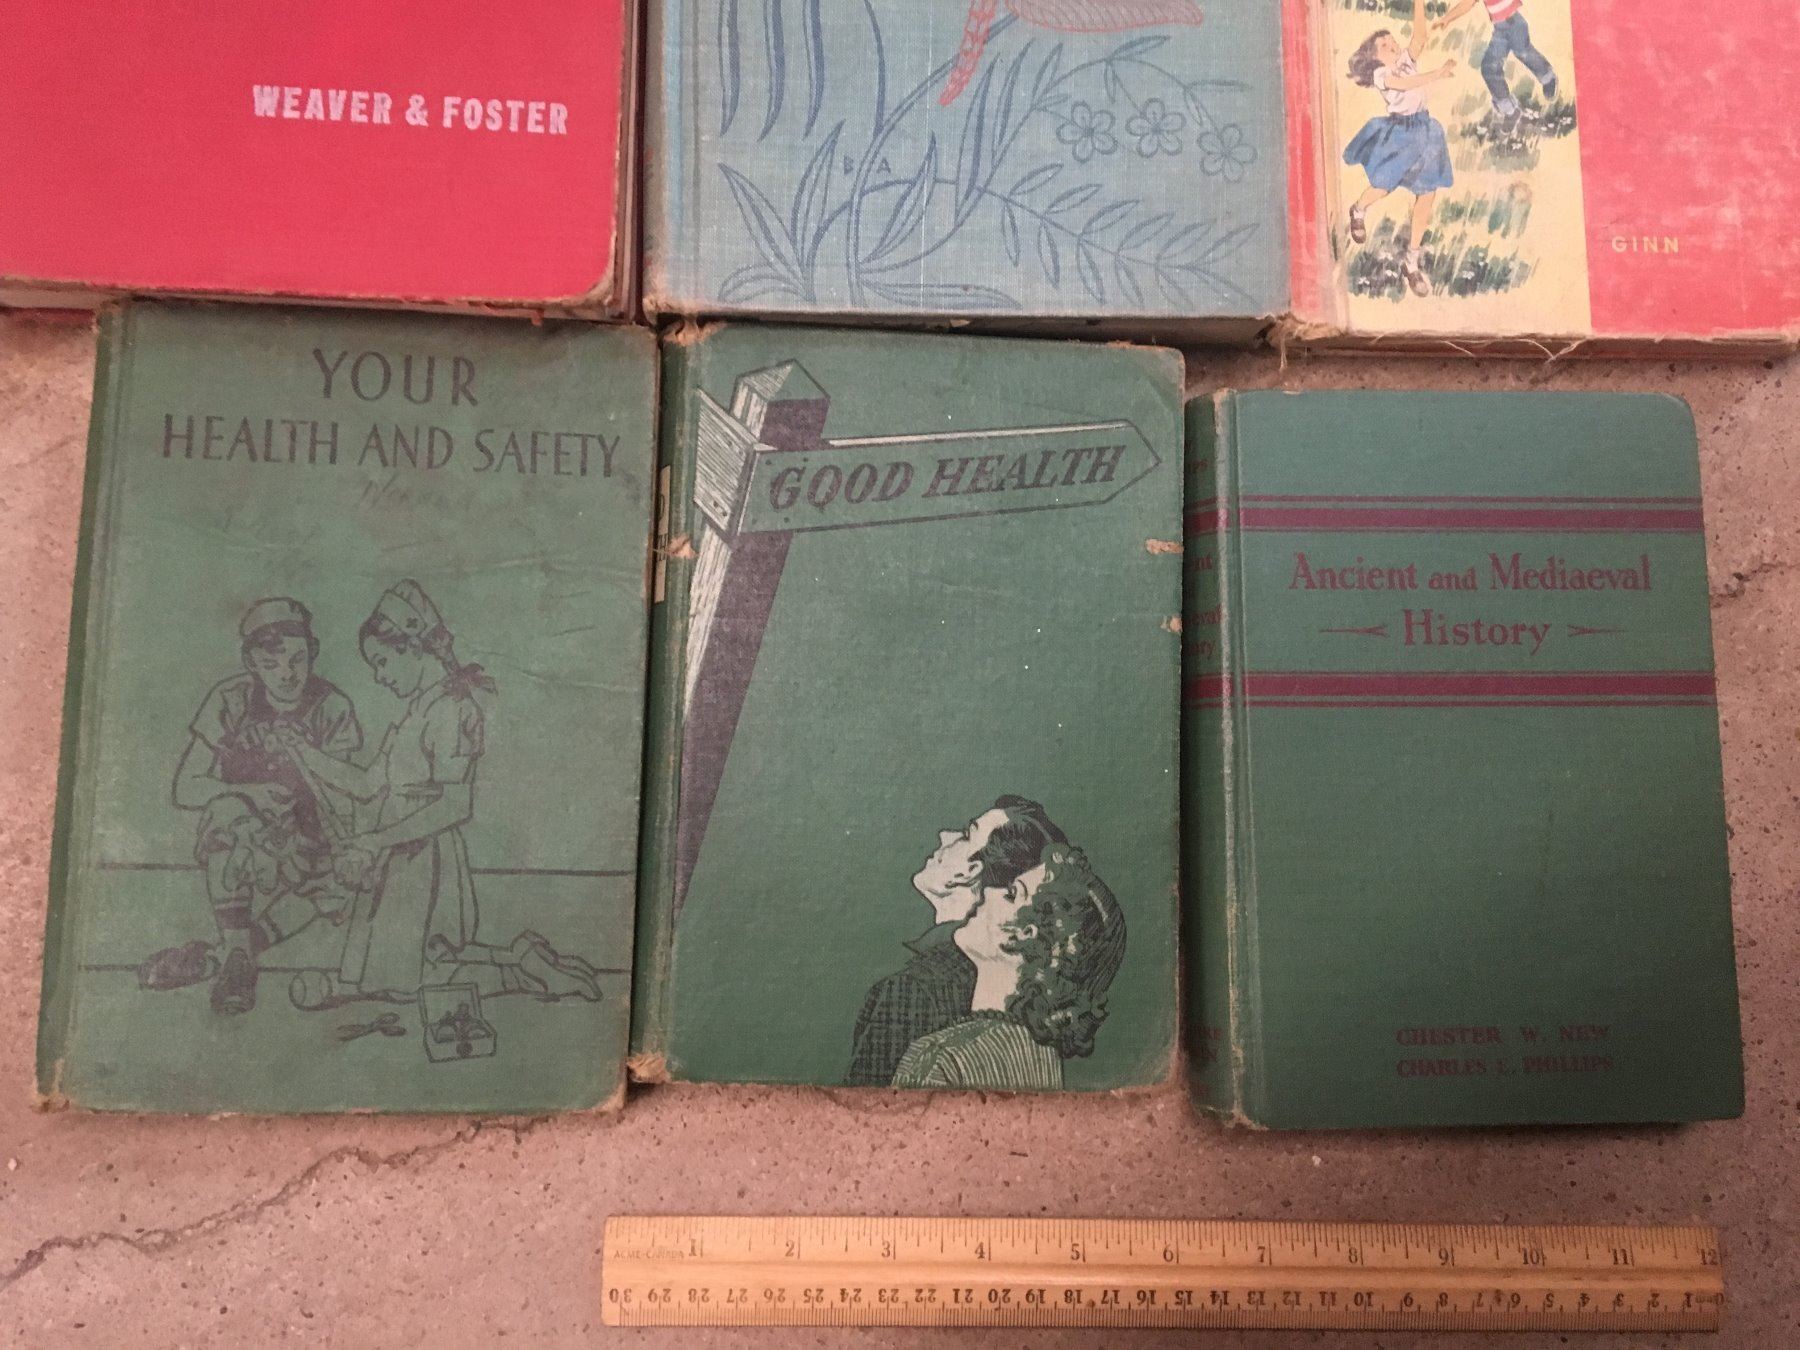 WEAVER & FOSTER
B A
GINN
YOUR
HEALTH AND SAFETY
GOOD HEALTH
Ancient and Mediaeval
History
CHESTER W. NEW
CHARLES E. PHILLIPS
ACME-CANADA
1 2 3 4 5 6 7 8 9 10 11 12
30 29 28 27 26 25 24 23 22 21 20 19 18 17 16 15 14 13 12 11 10 9 8 7 6 5 4 3 2 1